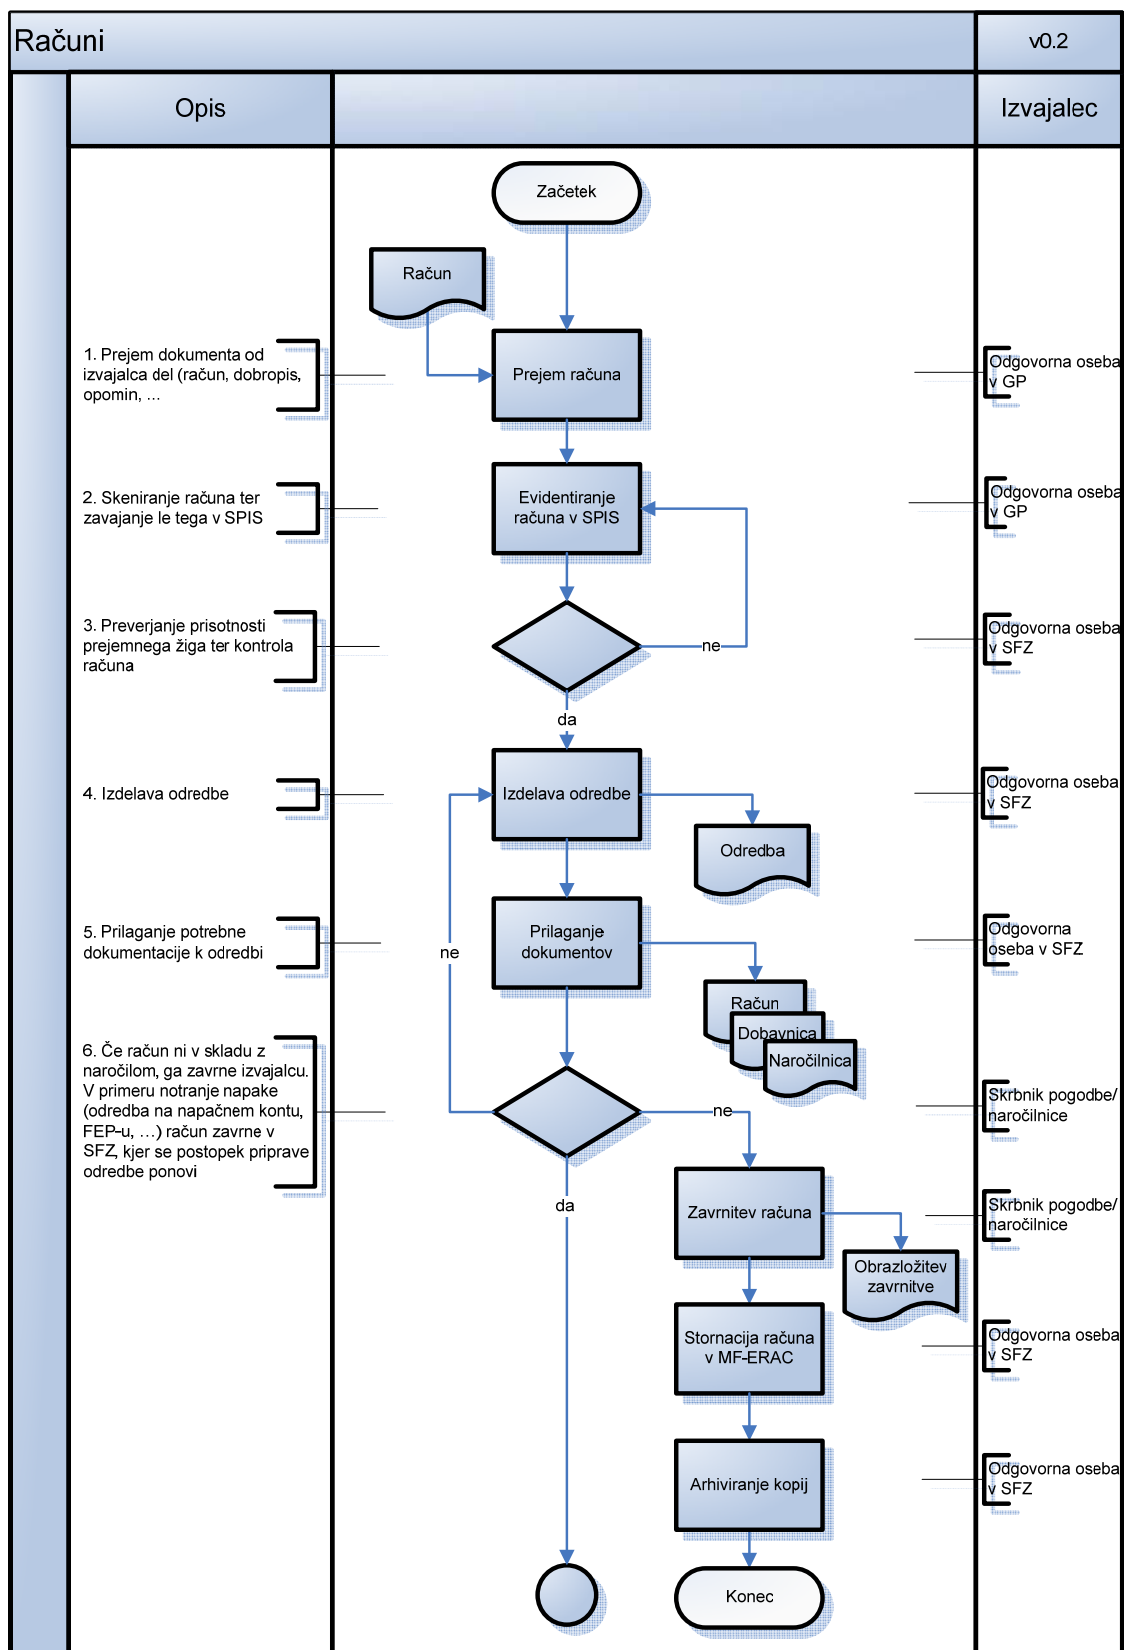 Računi
v0.2
Opis
Izvajalec
Začetek
Račun
1. Prejem dokumenta od
izvajalca del (račun, dobropis,
opomin, ...
Prejem računa
Odgovorna oseba
v GP
2. Skeniranje računa ter
zavajanje le tega v SPIS
Evidentiranje
računa v SPIS
Odgovorna oseba
v GP
3. Preverjanje prisotnosti
prejemnega žiga ter kontrola
računa
ne
Odgovorna oseba
v SFZ
da
4. Izdelava odredbe
Izdelava odredbe
Odgovorna oseba
v SFZ
Odredba
5. Prilaganje potrebne
dokumentacije k odredbi
ne
Prilaganje
dokumentov
Odgovorna
oseba v SFZ
Račun
Dobavnica
Naročilnica
6. Če račun ni v skladu z
naročilom, ga zavrne izvajalcu.
V primeru notranje napake
(odredba na napačnem kontu,
FEP-u, ...) račun zavrne v
SFZ, kjer se postopek priprave
odredbe ponovi
ne
Skrbnik pogodbe/
naročilnice
da
Zavrnitev računa
Skrbnik pogodbe/
naročilnice
Obrazložitev
zavrnitve
Stornacija računa
v MF-ERAC
Odgovorna oseba
v SFZ
Arhiviranje kopij
Odgovorna oseba
v SFZ
Konec